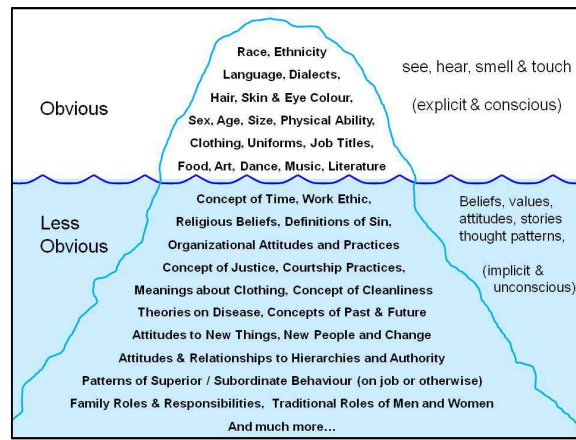 Race, Ethnicity
Language, Dialects,
Hair, Skin & Eye Colour,
Sex, Age, Size, Physical Ability,
Clothing, Uniforms, Job Titles,
Food, Art, Dance, Music, Literature
Obvious
see, hear, smell & touch
(explicit & conscious)
Concept of Time, Work Ethic,
Religious Beliefs, Definitions of Sin,
Organizational Attitudes and Practices
Concept of Justice, Courtship Practices,
Meanings about Clothing, Concept of Cleanliness
Theories on Disease, Concepts of Past & Future
Attitudes to New Things, New People and Change
Attitudes & Relationships to Hierarchies and Authority
Patterns of Superior / Subordinate Behaviour (on job or otherwise)
Family Roles & Responsibilities, Traditional Roles of Men and Women
And much more…
Less
Obvious
Beliefs, values,
attitudes, stories
thought patterns,
(implicit &
unconscious)